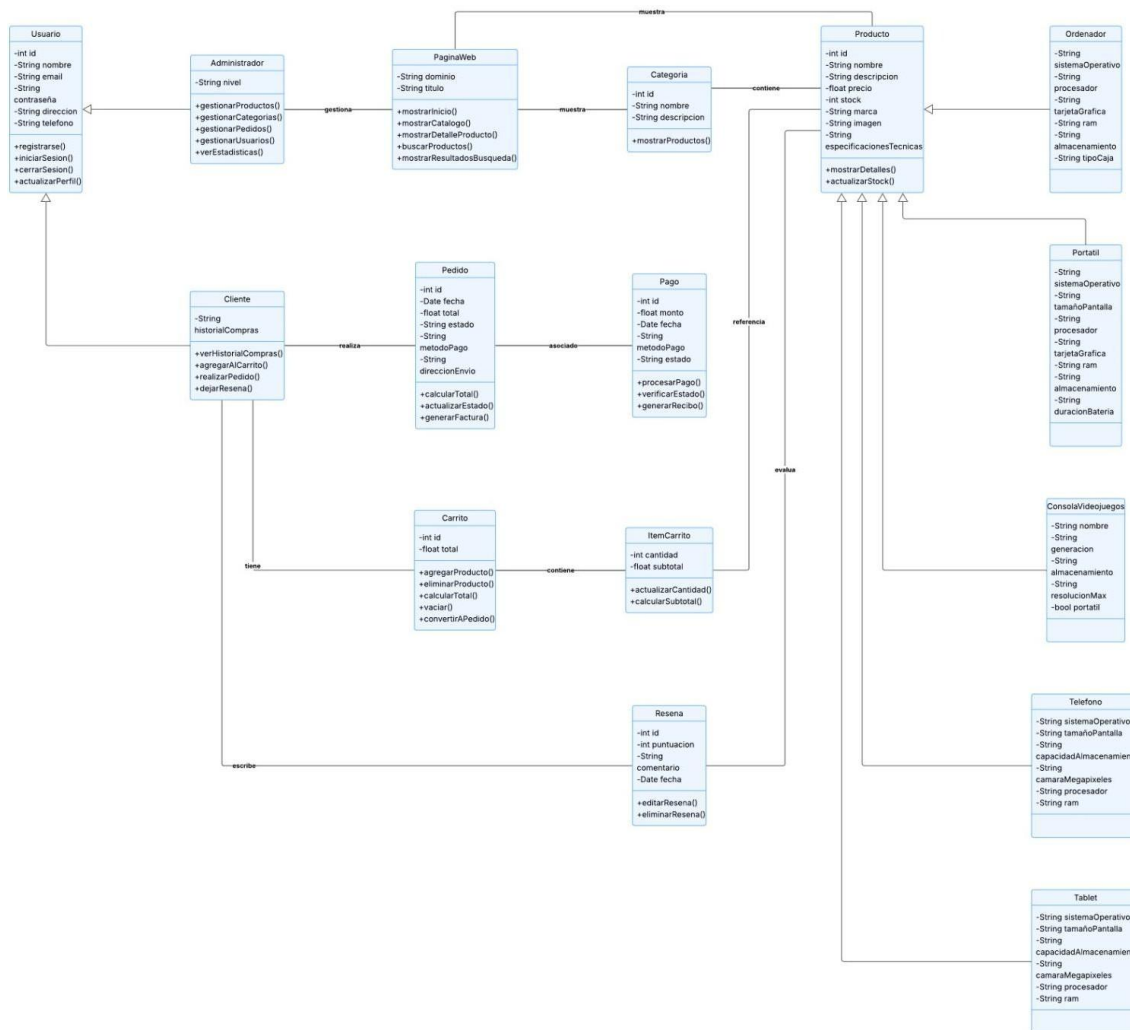 muestra
Usuario
-int id
-String nombre
-String email
-String
contraseña
-String direccion
-String telefono
+registrarse()
+iniciarSesion()
+cerrarSesion()
+actualizarPerfil()
Administrador
-String nivel
+gestionarProductos()
+gestionarCategorias()
+gestionarPedidos()
+gestionarUsuarios()
+verEstadisticas()
gestiona
PaginaWeb
-String dominio
-String titulo
+mostrarInicio()
+mostrarCatalogo()
+mostrarDetalleProducto()
+buscarProductos()
+mostrarResultadosBusqueda()
muestra
Categoria
-int id
-String nombre
-String descripcion
+mostrarProductos()
contiene
Producto
-int id
-String nombre
-String descripcion
-float precio
-int stock
-String marca
-String imagen
-String
especificacionesTecnicas
+mostrarDetalles()
+actualizarStock()
Ordenador
-String
sistemaOperativo
-String
procesador
-String
tarjetaGrafica
-String ram
-String
almacenamiento
-String tipoCaja
Portatil
-String
sistemaOperativo
-String
tamañoPantalla
-String
procesador
-String
tarjetaGrafica
-String ram
-String
almacenamiento
-String
duracionBateria
Cliente
-String
historialCompras
+verHistorialCompras()
+agregarAlCarrito()
+realizarPedido()
+dejarResena()
realiza
Pedido
-int id
-Date fecha
-float total
-String estado
-String
metodoPago
-String
direccionEnvio
+calcularTotal()
+actualizarEstado()
+generarFactura()
asociado
Pago
-int id
-float monto
-Date fecha
-String
metodoPago
-String estado
+procesarPago()
+verificarEstado()
+generarRecibo()
referencia
evalua
tiene
Carrito
-int id
-float total
+agregarProducto()
+eliminarProducto()
+calcularTotal()
+vaciar()
+convertirAPedido()
contiene
ItemCarrito
-int cantidad
-float subtotal
+actualizarCantidad()
+calcularSubtotal()
ConsolaVideojuegos
-String nombre
-String
generacion
-String
almacenamiento
-String
resolucionMax
-bool portatil
escribe
Resena
-int id
-int puntuacion
-String
comentario
-Date fecha
+editarResena()
+eliminarResena()
Telefono
-String sistemaOperativo
-String tamañoPantalla
-String
capacidadAlmacenamien
-String
camaraMegapixeles
-String procesador
-String ram
Tablet
-String sistemaOperativo
-String tamañoPantalla
-String
capacidadAlmacenamien
-String
camaraMegapixeles
-String procesador
-String ram